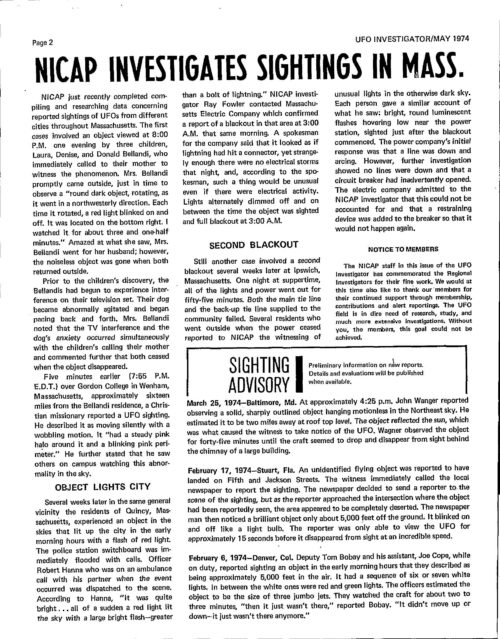 Page 2
UFO INVESTIGATOR/MAY 1974
NICAP INVESTIGATES SIGHTINGS IN MASS.
NICAP just recently completed com-
piling and researching data concerning
reported sightings of UFOs from different
cities throughout Massachusetts. The first
cases involved an object viewed at 8:00
P.M. one evening by three children,
Laura, Denise, and Donald Bellandi, who
immediately called to their mother to
witness the phenomenon. Mrs. Bellandi
promptly came outside, just in time to
observe a "round dark object, rotating, as
it went in a northwesterly direction. Each
time it rotated, a red light blinked on and
off. It was located on the bottom right. I
watched it for about three and one-half
minutes." Amazed at what she saw, Mrs.
Bellandi went for her husband; however,
the noiseless object was gone when both
returned outside.
Prior to the children's discovery, the
Bellandis had begun to experience inter-
ference on their television set. Their dog
became abnormally agitated and began
pacing back and forth. Mrs. Bellandi
noted that the TV interference and the
dog's anxiety occurred simultaneously
with the children's calling their mother
and commented further that both ceased
when the object disappeared.
Five minutes earlier (7:55 P.M.
E.D.T.) over Gordon College in Wenham,
Massachusetts, approximately sixteen
miles from the Bellandi residence, a Chris-
tian missionary reported a UFO sighting.
He described it as moving silently with a
wobbling motion. It "had a steady pink
halo around it and a blinking pink peri-
meter." He further stated that he saw
others on campus watching this abnor-
mality in the sky.
OBJECT LIGHTS CITY
Several weeks later in the same general
vicinity the residents of Quincy, Mas-
sachusetts, experienced an object in the
skies that lit up the city in the early
morning hours with a flash of red light.
The police station switchboard was im-
mediately flooded with calls. Officer
Robert Hanna who was on an ambulance
call with his partner when the event
occurred was dispatched to the scene.
According to Hanna, "It was quite
bright . . . all of a sudden a red light lit
the sky with a large bright flash—greater
than a bolt of lightning." NICAP investi-
gator Ray Fowler contacted Massachu-
setts Electric Company which confirmed
a report of a blackout in that area at 3:00
A.M. that same morning. A spokesman
for the company said that it looked as if
lightning had hit a connector, yet strange-
ly enough there were no electrical storms
that night, and, according to the spo-
kesman, such a thing would be unusual
even if there were electrical activity.
Lights alternately dimmed off and on
between the time the object was sighted
and full blackout at 3:00 A.M.
SECOND BLACKOUT
Still another case involved a second
blackout several weeks later at Ipswich,
Massachusetts. One night at suppertime,
all of the lights and power went out for
fifty-five minutes. Both the main tie line
and the back-up tie line supplied to the
community failed. Several residents who
went outside when the power ceased
reported to NICAP the witnessing of
unusual lights in the otherwise dark sky.
Each person gave a similar account of
what he saw: bright, round luminescent
flashes hovering low near the power
station, sighted just after the blackout
commenced. The power company's initial
response was that a line was down and
arcing. However, further investigation
showed no lines were down and that a
circuit breaker had inadvertently opened.
The electric company admitted to the
NICAP investigator that this could not be
accounted for and that a restraining
device was added to the breaker so that it
would not happen again.
NOTICE TO MEMBERS
The NICAP staff in this issue of the UFO
Investigator has commemorated the Regional
Investigators for their fine work. We would at
this time also like to thank our members for
their continued support through membership,
contributions and alert reportings. The UFO
field is in dire need of research, study, and
much more extensive investigations. Without
you, the members, this goal could not be
achieved.
SIGHTING
ADVISORY
Preliminary information on new reports.
Details and evaluations will be published
when available.
March 25, 1974—Baltimore, Md. At approximately 4:25 p.m. John Wanger reported
observing a solid, sharply outlined object hanging motionless in the Northeast sky. He
estimated it to be two miles away at roof top level. The object reflected the sun, which
was what caused the witness to take notice of the UFO. Wagner observed the object
for forty-five minutes until the craft seemed to drop and disappear from sight behind
the chimney of a large building.
February 17, 1974—Stuart, Fla. An unidentified flying object was reported to have
landed on Fifth and Jackson Streets. The witness immediately called the local
newspaper to report the sighting. The newspaper decided to send a reporter to the
scene of the sighting, but as the reporter approached the intersection where the object
had been reportedly seen, the area appeared to be completely deserted. The newspaper
man then noticed a brilliant object only about 5,000 feet off the ground. It blinked on
and off like a light bulb. The reporter was only able to view the UFO for
approximately 15 seconds before it disappeared from sight at an incredible speed.
February 6, 1974—Denver, Col. Deputy Tom Bobay and his assistant, Joe Cope, while
on duty, reported sighting an object in the early morning hours that they described as
being approximately 5,000 feet in the air. It had a sequence of six or seven white
lights. In between the white ones were red and green lights. The officers estimated the
object to be the size of three jumbo jets. They watched the craft for about two to
three minutes, "then it just wasn't there," reported Bobay. "It didn't move up or
down—it just wasn't there anymore."